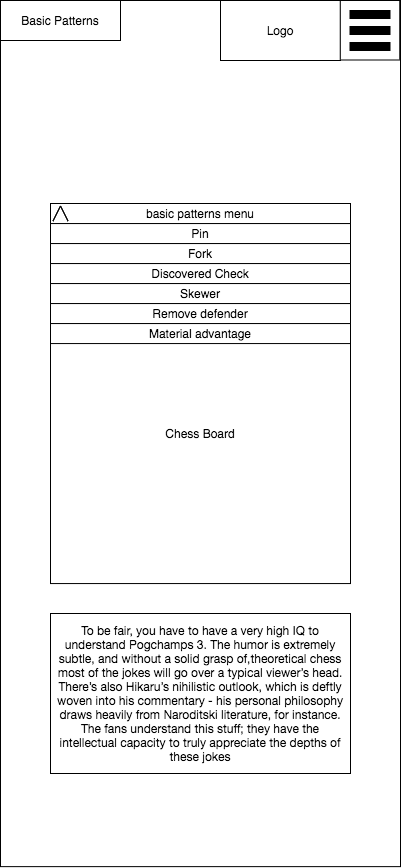 Basic Patterns
Logo
basic patterns menu
Pin
Fork
Discovered Check
Skewer
Remove defender
Material advantage
Chess Board
To be fair, you have to have a very high IQ to
understand Pogchamps 3. The humor is extremely
subtle, and without a solid grasp of,theoretical chess
most of the jokes will go over a typical viewer's head.
There's also Hikaru's nihilistic outlook, which is deftly
woven into his commentary - his personal philosophy
draws heavily from Naroditski literature, for instance.
The fans understand this stuff; they have the
intellectual capacity to truly appreciate the depths of
these jokes